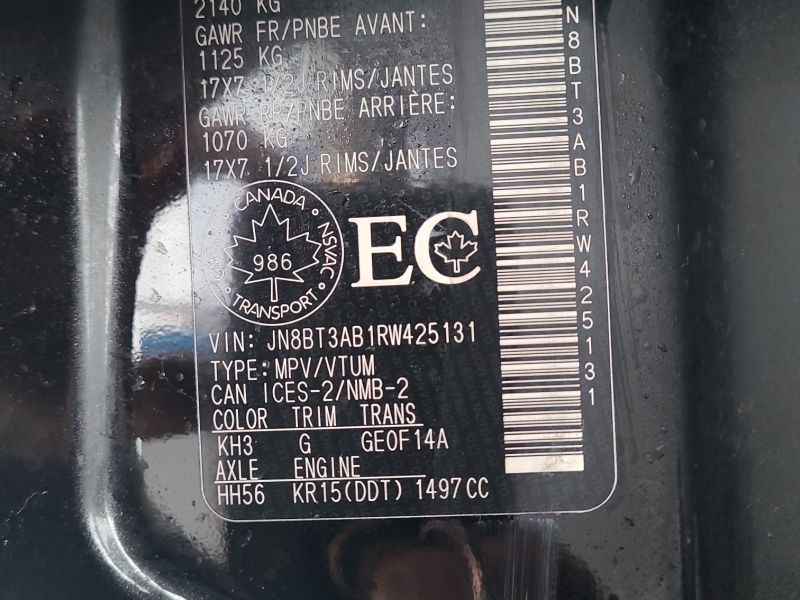 2140 KG
GAWR FR/PNBE AVANT:
1125 KG
17X7 1/2J RIMS/JANTES
GAWR RR/PNBE ARRIÈRE:
1070 KG
17X7 1/2J RIMS/JANTES
CANADA
NSVAC
TRANSPORT
986
EC
VIN: JN8BT3AB1RW425131
TYPE: MPV/VTUM
CAN ICES-2/NMB-2
COLOR TRIM TRANS
KH3 G GE0F14A
AXLE ENGINE
HH56 KR15(DDT) 1497CC
N8BT3AB1RW425131